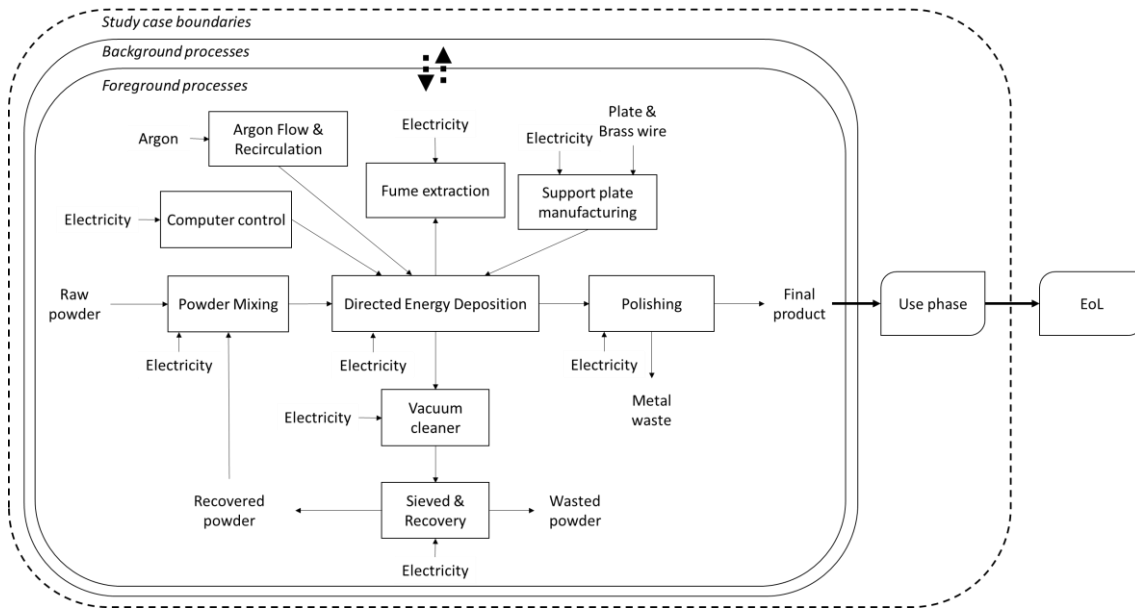 Study case boundaries
Background processes
Foreground processes
Argon
Argon Flow &
Recirculation
Electricity
Fume extraction
Electricity
Plate &
Brass wire
Support plate
manufacturing
Electricity
Computer control
Raw
powder
Powder Mixing
Electricity
Directed Energy Deposition
Electricity
Polishing
Electricity
Metal
waste
Final
product
Use phase
EoL
Electricity
Vacuum
cleaner
Recovered
powder
Sieved &
Recovery
Wasted
powder
Electricity